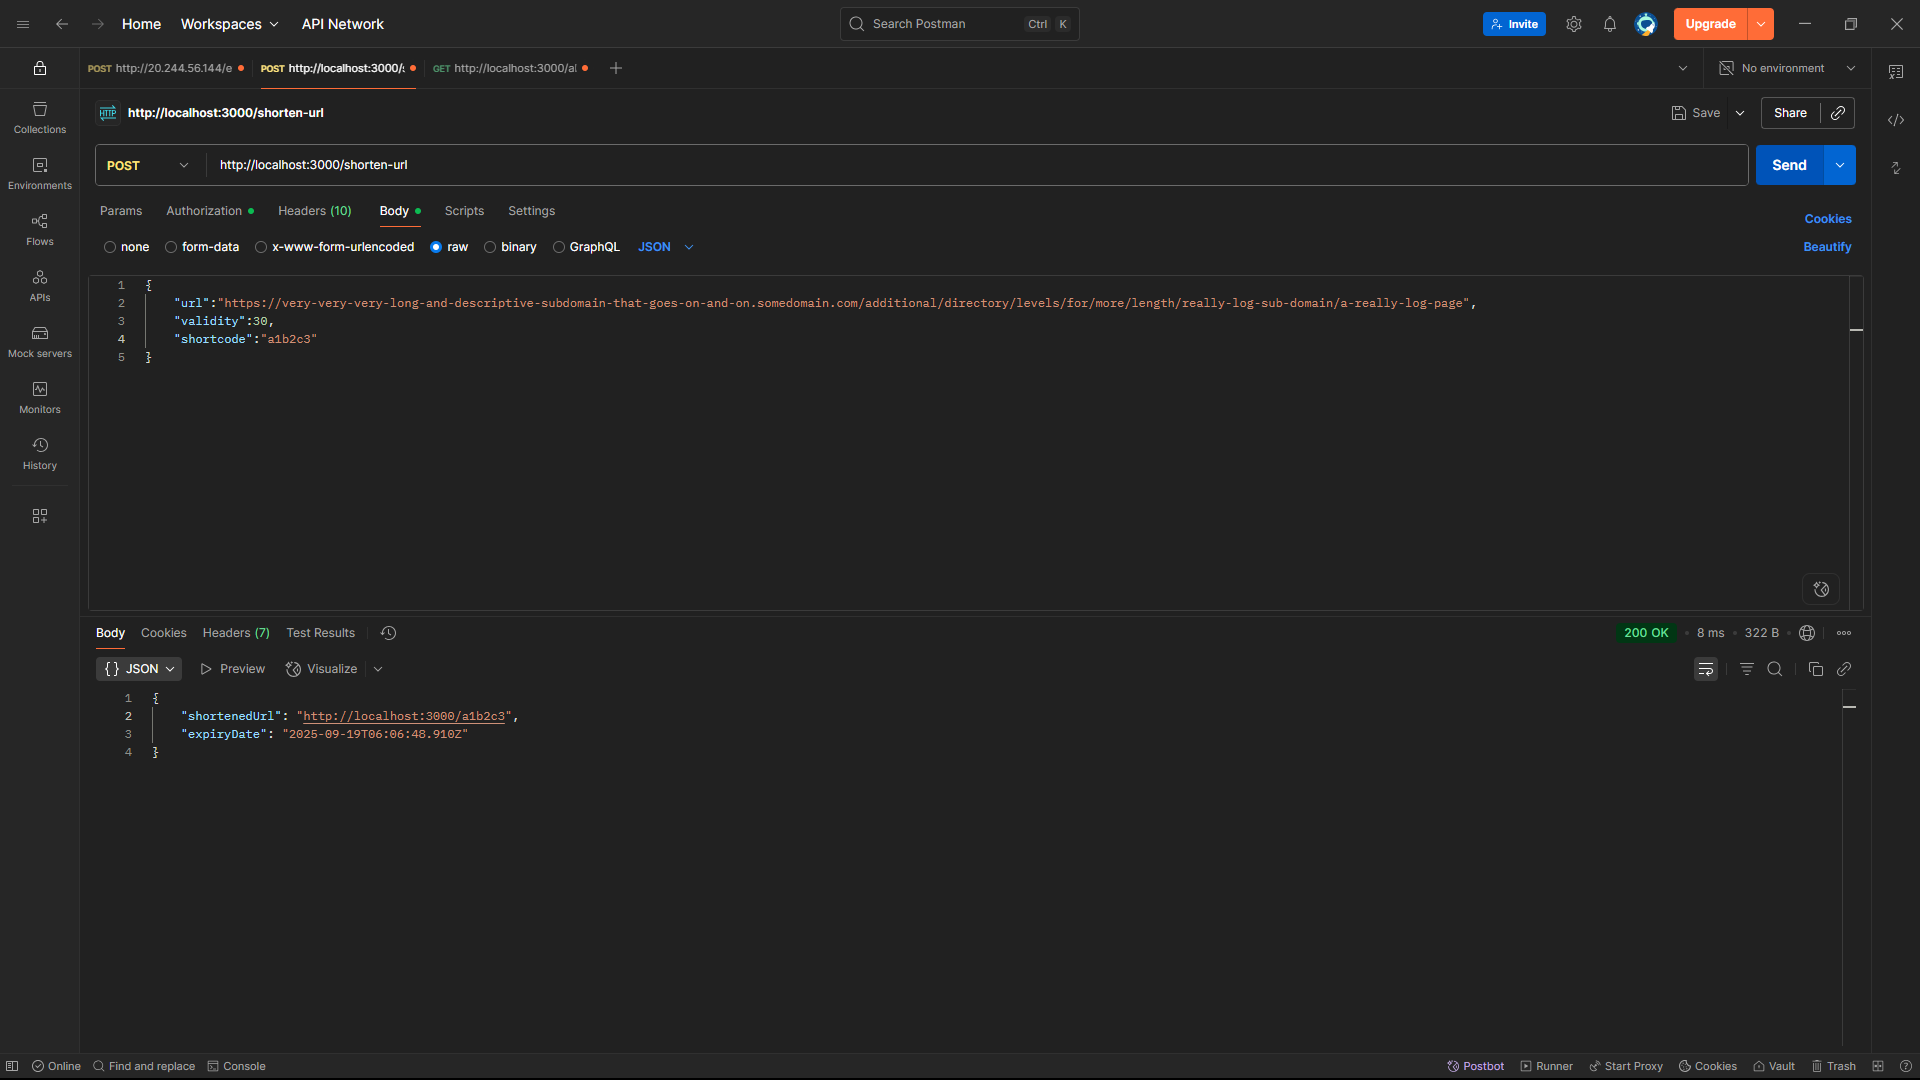 Home Workspaces API Network Search Postman Ctrl K Invite Upgrade
POST http://20.244.56.144/e POST http://localhost:3000/s GET http://localhost:3000/al No environment
HTTP http://localhost:3000/shorten-url Save Share
POST http://localhost:3000/shorten-url Send
Params Authorization Headers (10) Body Scripts Settings Cookies
none form-data x-www-form-urlencoded raw binary GraphQL JSON Beautify
Collections
Environments
Flows
APIs
Mock servers
Monitors
History
1 {
2 "url":"https://very-very-very-long-and-descriptive-subdomain-that-goes-on-and-on.somedomain.com/additional/directory/levels/for/more/length/really-log-sub-domain/a-really-log-page",
3 "validity":30,
4 "shortcode":"a1b2c3"
5 }
Body Cookies Headers (7) Test Results 200 OK 8 ms 322 B
{} JSON Preview Visualize
1 {
2 "shortenedUrl": "http://localhost:3000/a1b2c3",
3 "expiryDate": "2025-09-19T06:06:48.910Z"
4 }
Online Find and replace Console Postbot Runner Start Proxy Cookies Vault Trash